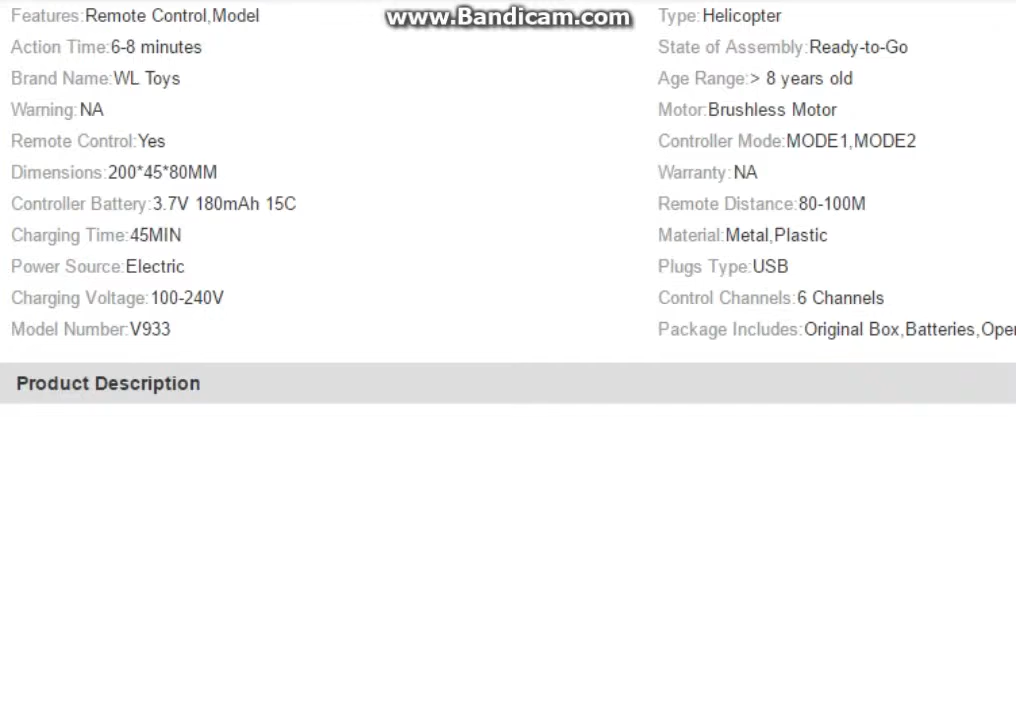 www.Bandicam.com
Features:Remote Control,Model
Type:Helicopter
Action Time:6-8 minutes
State of Assembly:Ready-to-Go
Brand Name:WL Toys
Age Range:> 8 years old
Warning:NA
Motor:Brushless Motor
Remote Control:Yes
Controller Mode:MODE1,MODE2
Dimensions:200*45*80MM
Warranty:NA
Controller Battery:3.7V 180mAh 15C
Remote Distance:80-100M
Charging Time:45MIN
Material:Metal,Plastic
Power Source:Electric
Plugs Type:USB
Charging Voltage:100-240V
Control Channels:6 Channels
Model Number:V933
Package Includes:Original Box,Batteries,Oper
Product Description